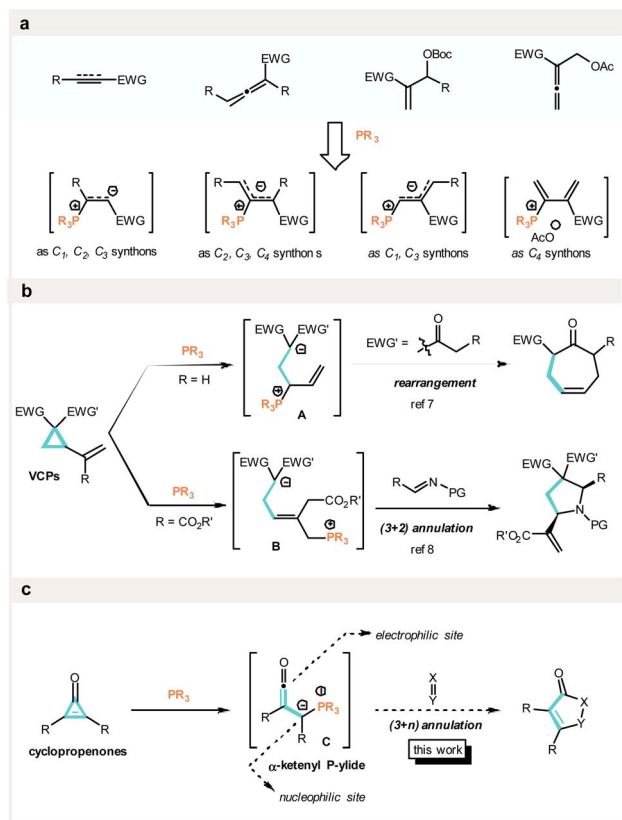 a
OBoc
EWG
EWG
EWG
R
EWG
R
R
R
OAc
PR3
R
R
R
R
R3P
EWG
R3P
EWG
R3P
EWG
R3P
EWG
AcO
as C1, C2, C3 synthons
as C2, C3, C4 synthon s
as C1, C3 synthons
as C4 synthons
b
EWG EWG'
O
O
PR3
EWG' =
R
EWG
R
R = H
rearrangement
R3P
A
ref 7
EWG EWG'
VCPs
R
EWG EWG'
EWG EWG'
R
PR3
CO2R'
R
N
PG
N
R = CO2R'
PR3
(3+2) annulation
PG
B
ref 8
R'O2C
c
electrophilic site
O
O
O
PR3
PR3
X
X
Y
Y
R
R
R
R
R
C
(3+n) annulation
R
cyclopropenones
α-ketenyl P-ylide
this work
nucleophilic site